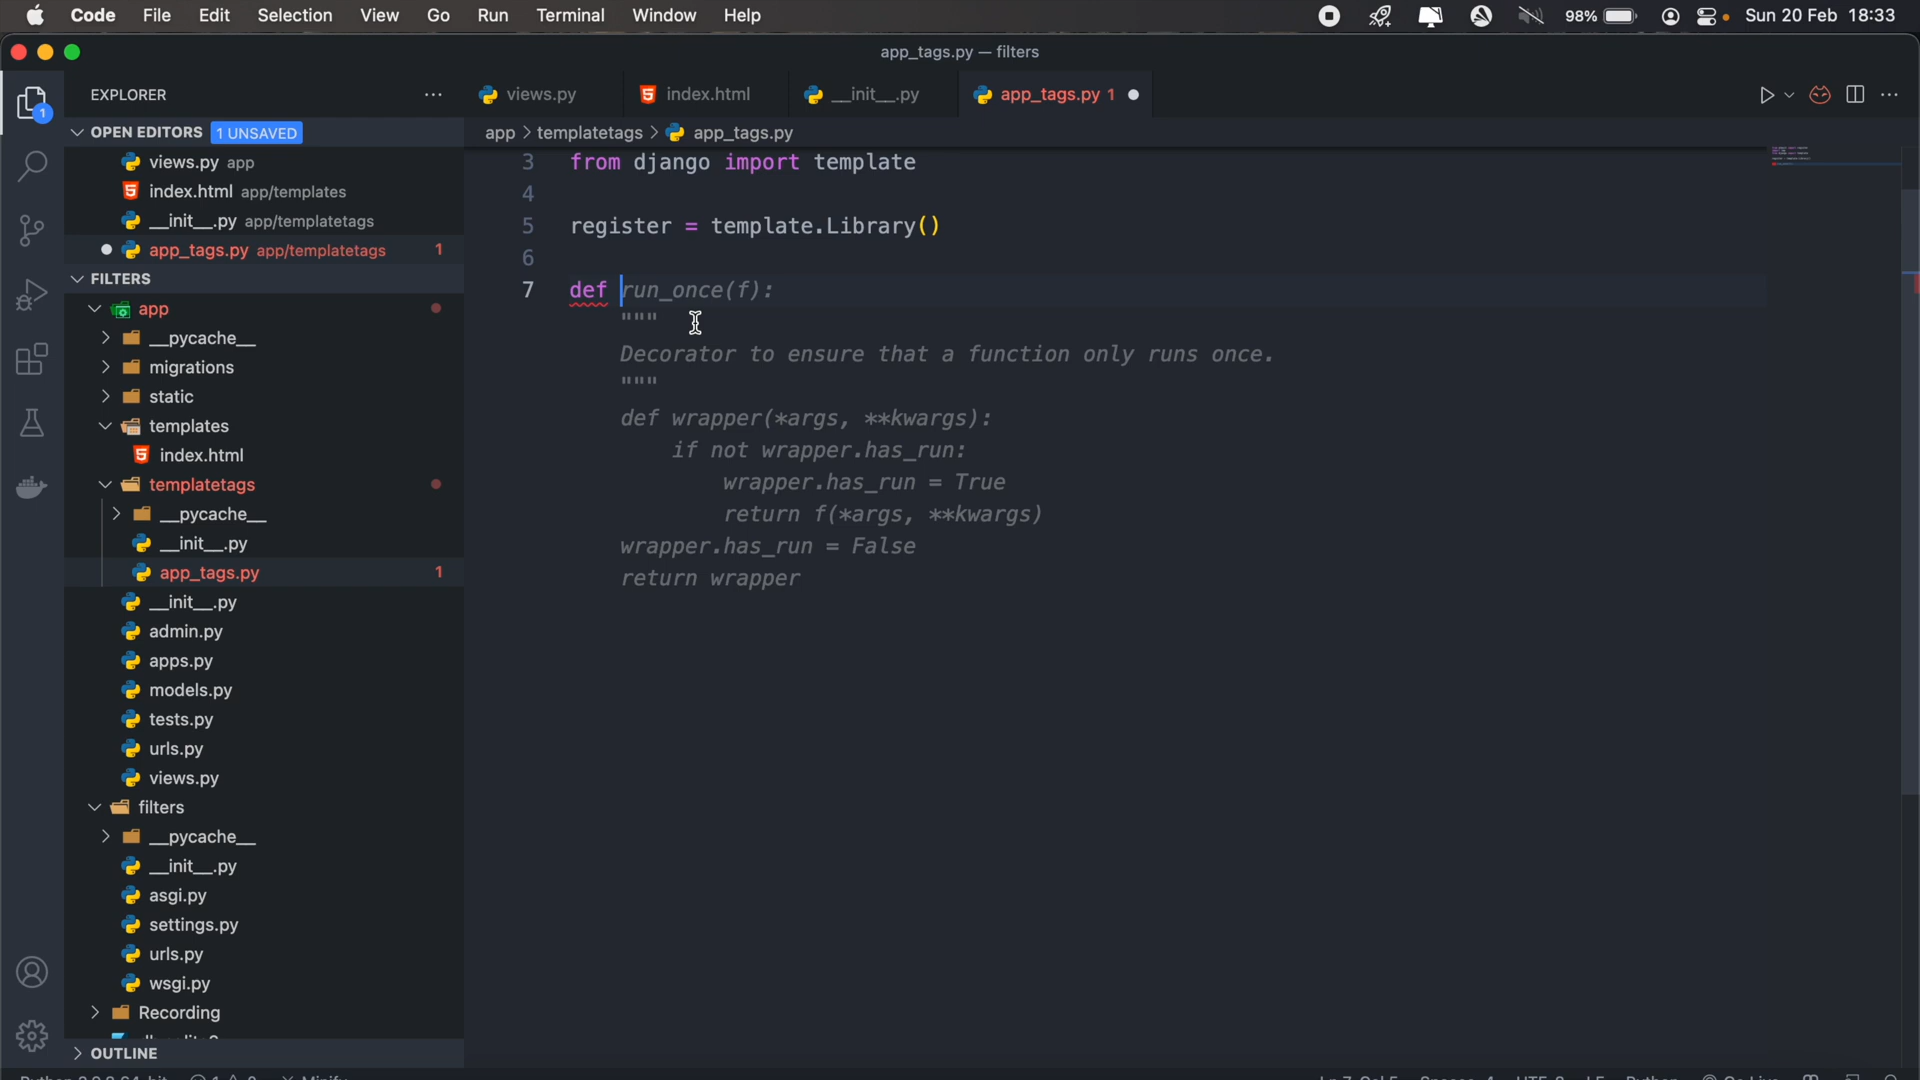 Code File Edit Selection View Go Run Terminal Window Help 98% Sun 20 Feb 18:33
app_tags.py — filters
EXPLORER
views.py
index.html
__init__.py
app_tags.py 1
OPEN EDITORS 1 UNSAVED
app > templatetags > app_tags.py
views.py app
index.html app/templates
__init__.py app/templatetags
app_tags.py app/templatetags 1
FILTERS
app
__pycache__
migrations
static
templates
index.html
templatetags
__pycache__
__init__.py
app_tags.py 1
__init__.py
admin.py
apps.py
models.py
tests.py
urls.py
views.py
filters
__pycache__
__init__.py
asgi.py
settings.py
urls.py
wsgi.py
Recording
OUTLINE
3 from django import template
4
5 register = template.Library()
6
7 def run_once(f):
"""
Decorator to ensure that a function only runs once.
"""
def wrapper(*args, **kwargs):
if not wrapper.has_run:
wrapper.has_run = True
return f(*args, **kwargs)
wrapper.has_run = False
return wrapper